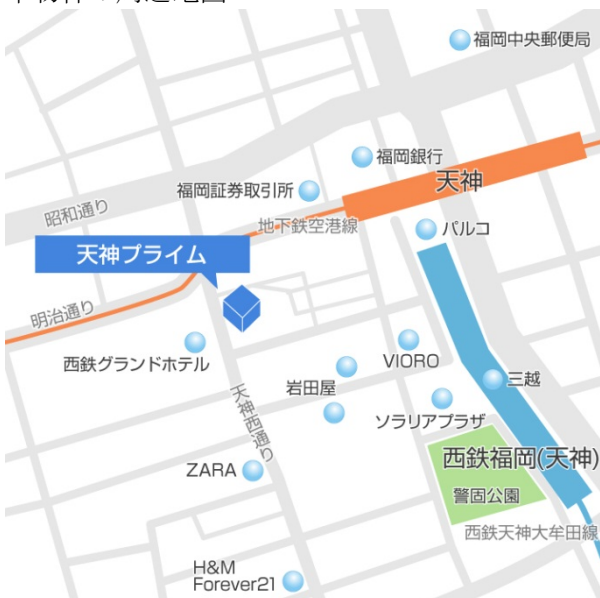 福岡中央郵便局
福岡銀行
天神
福岡証券取引所
昭和通り
地下鉄空港線
パルコ
天神プライム
明治通り
西鉄グランドホテル
VIORO
三越
岩田屋
天神西通り
ソラリアプラザ
西鉄福岡(天神)
ZARA
警固公園
西鉄天神大牟田線
H&M
Forever21